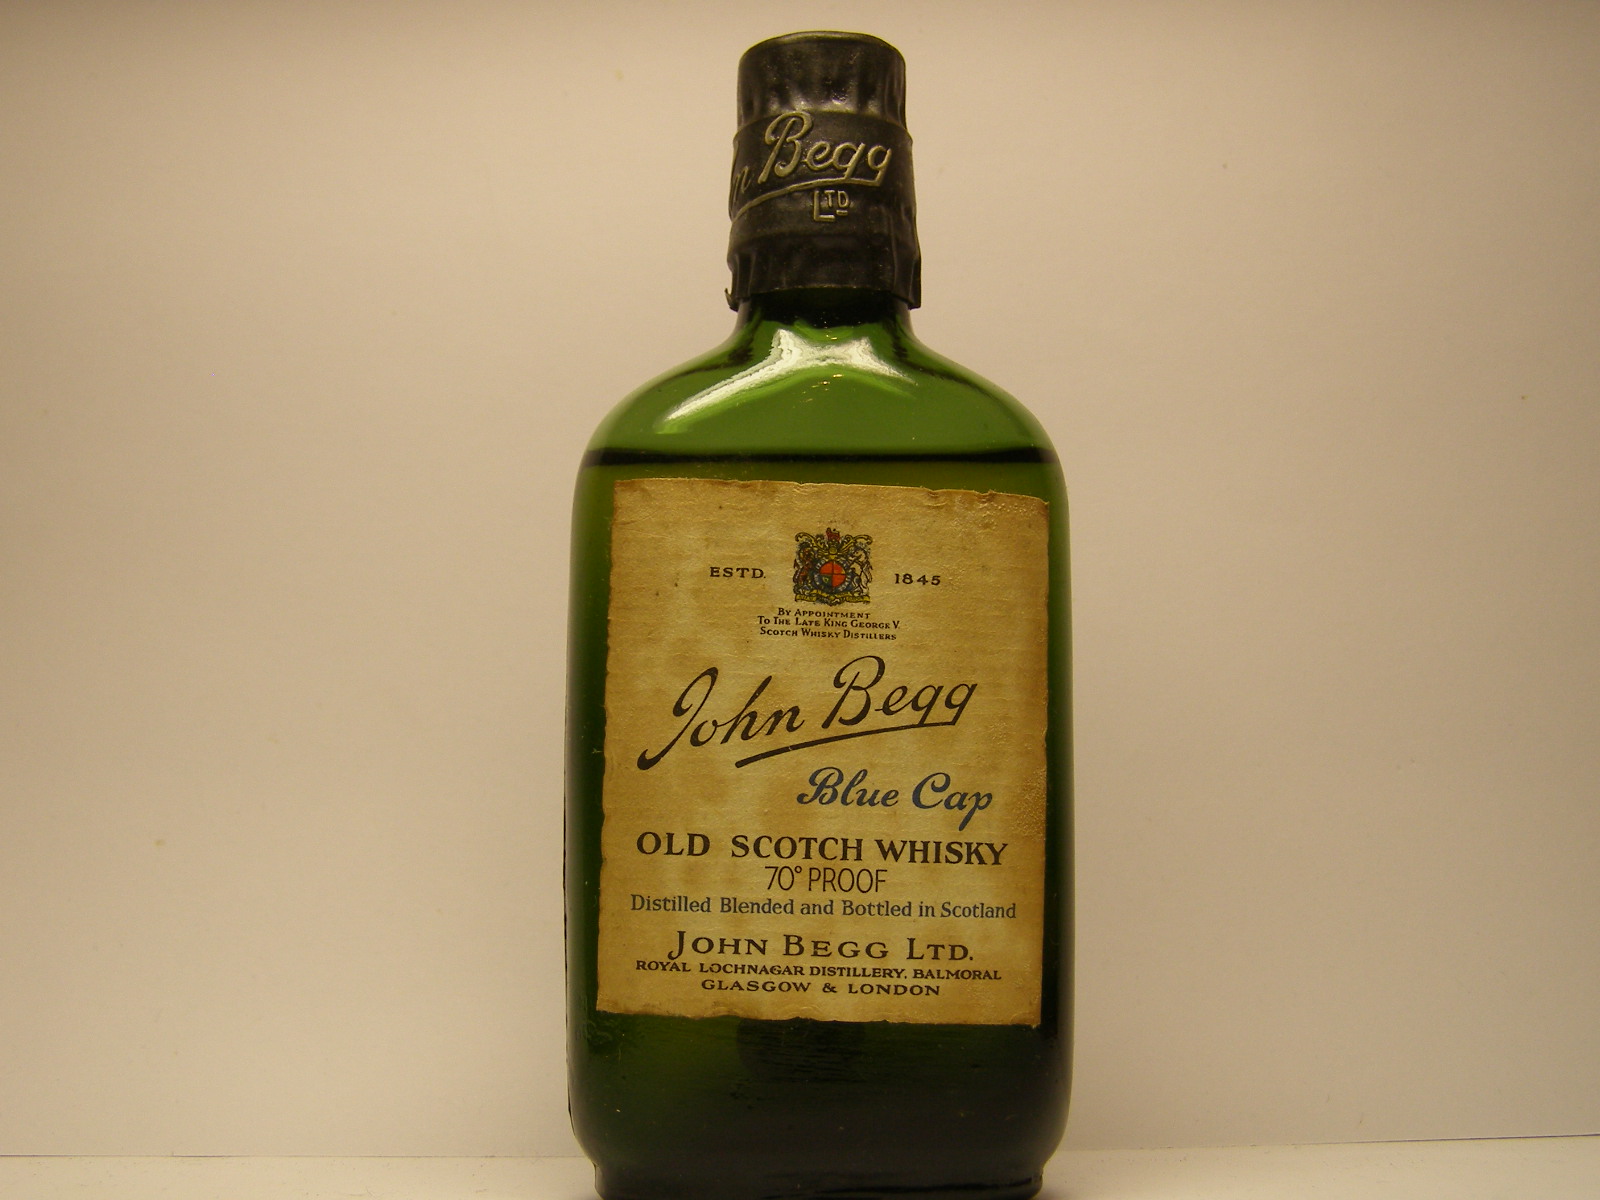 n Begg
LTD
ESTD. 1845
BY APPOINTMENT
TO THE LATE KING GEORGE V.
SCOTCH WHISKY DISTILLERS
John Begg
Blue Cap
OLD SCOTCH WHISKY
70° PROOF
Distilled Blended and Bottled in Scotland
JOHN BEGG LTD.
ROYAL LOCHNAGAR DISTILLERY, BALMORAL
GLASGOW & LONDON